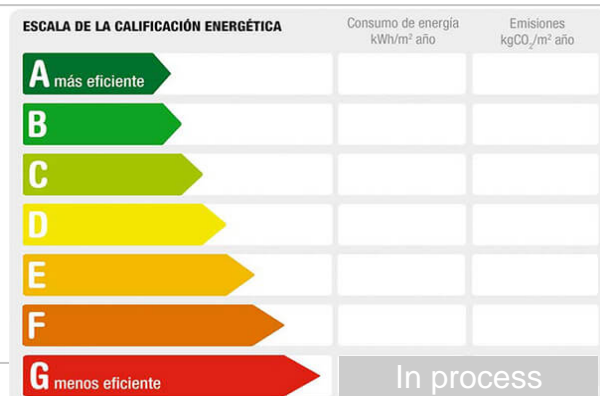 ESCALA DE LA CALIFICACIÓN ENERGÉTICA
Consumo de energía
kWh/m² año
Emisiones
kgCO₂/m² año
A más eficiente
B
C
D
E
F
G menos eficiente
In process